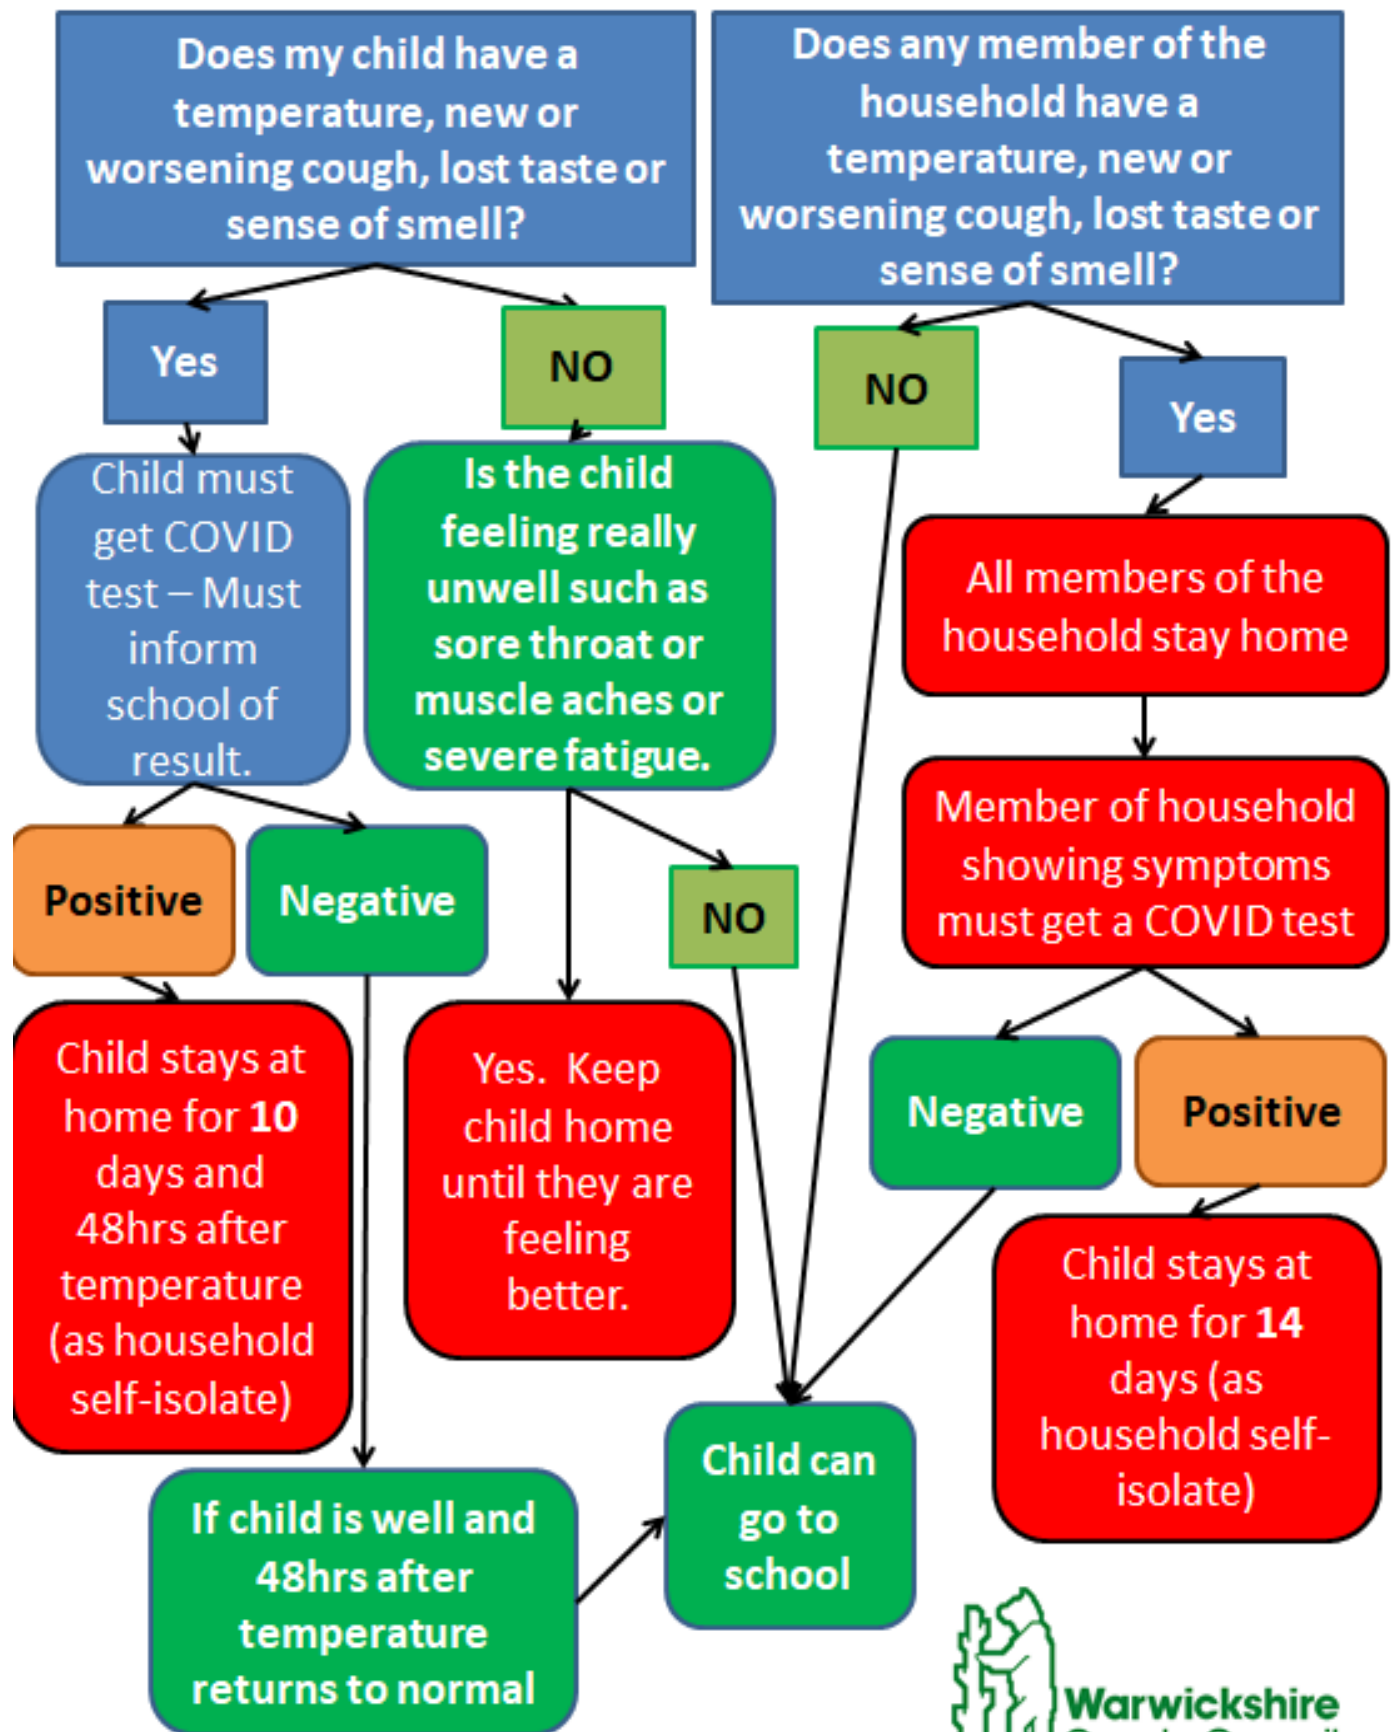 Does my child have a
temperature, new or
worsening cough, lost taste or
sense of smell?
Does any member of the
household have a
temperature, new or
worsening cough, lost taste or
sense of smell?
Yes
NO
NO
Yes
Child must
get COVID
test – Must
inform
school of
result.
Is the child
feeling really
unwell such as
sore throat or
muscle aches or
severe fatigue.
All members of the
household stay home
Member of household
showing symptoms
must get a COVID test
Positive
Negative
NO
Child stays at
home for 10
days and
48hrs after
temperature
(as household
self-isolate)
Yes.  Keep
child home
until they are
feeling
better.
Negative
Positive
Child stays at
home for 14
days (as
household self-
isolate)
If child is well and
48hrs after
temperature
returns to normal
Child can
go to
school
Warwickshire